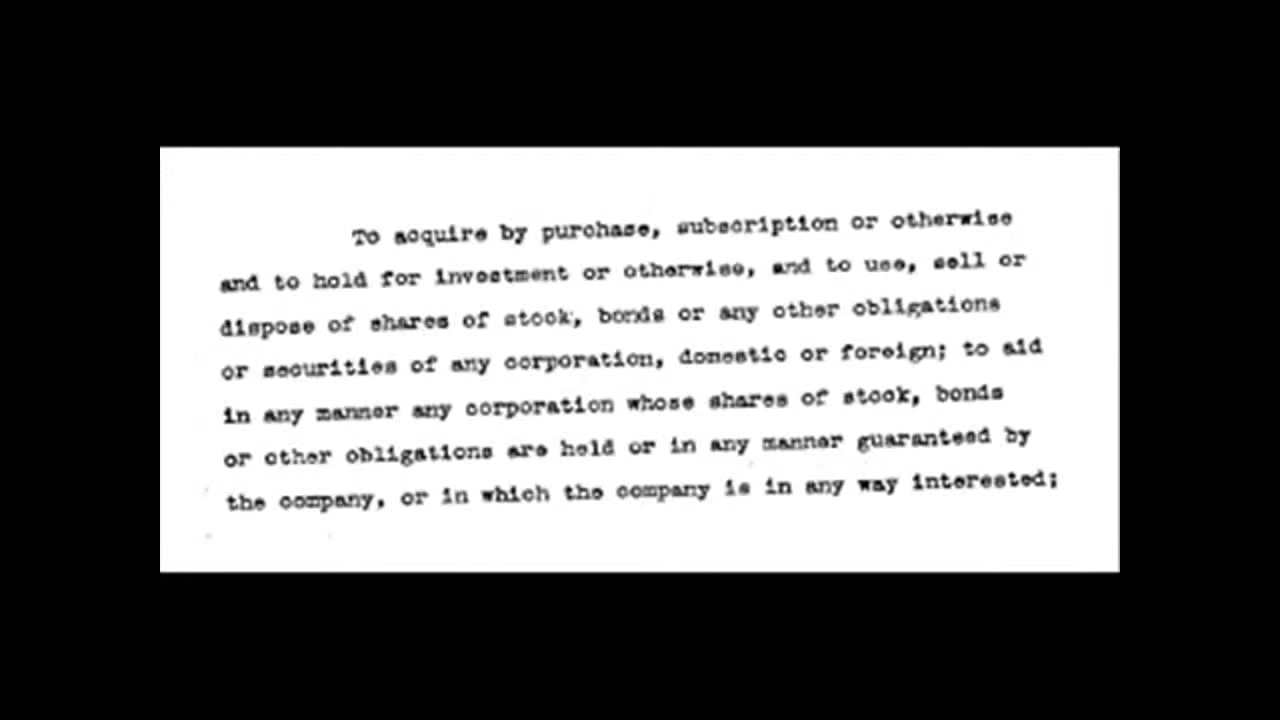 To acquire by purchase, subscription or otherwise
and to hold for investment or otherwise, and to use, sell or
dispose of shares of stock, bonds or any other obligations
or securities of any corporation, domestic or foreign; to aid
in any manner any corporation whose shares of stock, bonds
or other obligations are held or in any manner guaranteed by
the company, or in which the company is in any way interested;